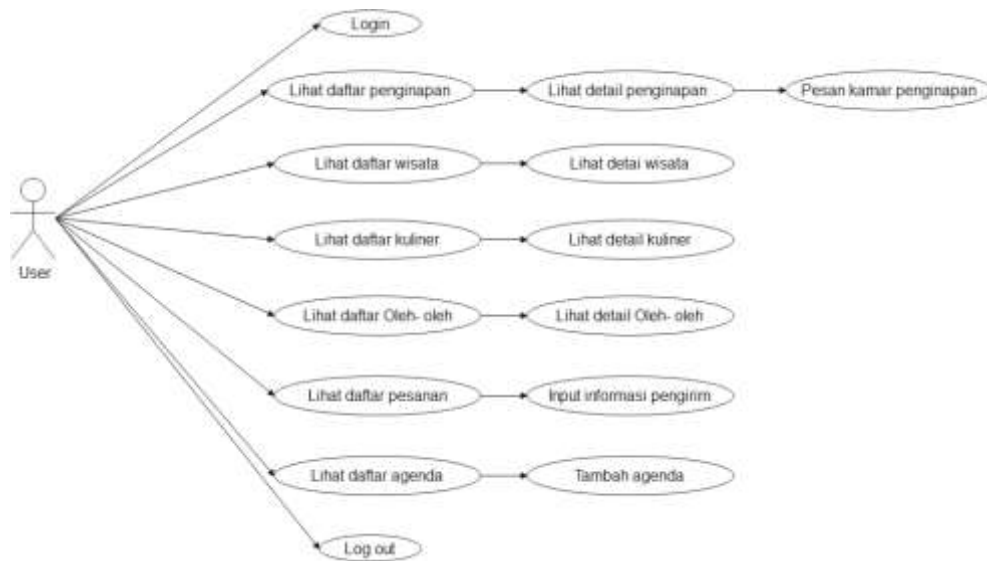 Login
Lihat daftar penginapan
Lihat detail penginapan
Pesan kamar penginapan
Lihat daftar wisata
Lihat detai wisata
Lihat daftar kuliner
Lihat detail kuliner
User
Lihat daftar Oleh- oleh
Lihat detail Oleh- oleh
Lihat daftar pesanan
Input informasi pengirim
Lihat daftar agenda
Tambah agenda
Log out